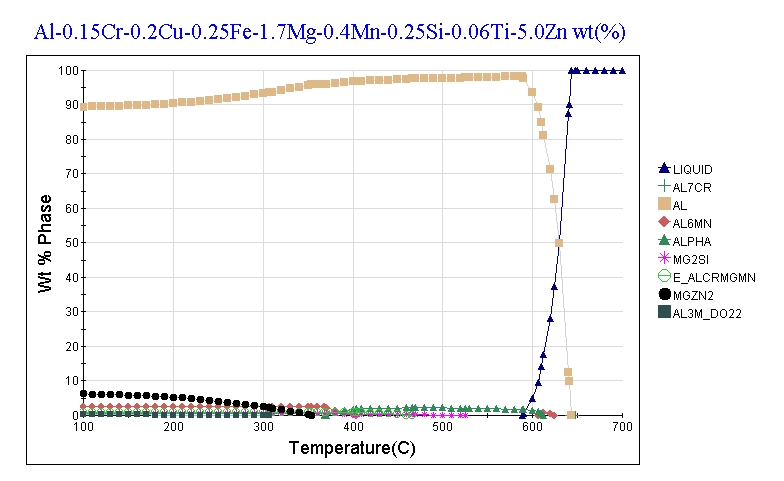 Al-0.15Cr-0.2Cu-0.25Fe-1.7Mg-0.4Mn-0.25Si-0.06Ti-5.0Zn wt(%)
100
90
80
70
60
50
40
30
20
10
0
Wt % Phase
100 200 300 400 500 600 700
Temperature(C)
LIQUID
AL7CR
AL
AL6MN
ALPHA
MG2SI
E_ALCRMGMN
MGZN2
AL3M_DO22